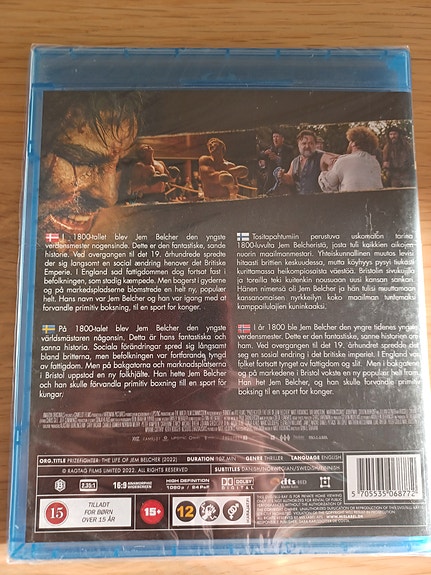 I 1800-tallet blev Jem Belcher den yngste
verdensmester nogensinde. Dette er den fantastiske, sande
historie. Ved overgangen til det 19. århundrede spredte
der sig langsomt en social ændring henover det Britiske
Emperie. I England sad fattigdommen dog fortsat fast i
befolkningen, som stadig kæmpede. Men bagerst i gyderne
og på markedspladserne blomstrede en helt ny, populær
helt. Hans navn var Jem Belcher og han var igang med at
forvandle primitiv boksning, til en sport for konger.
Tositapahtumiin perustuva uskomaton tarina
1800-luvulta Jem Belcheristä, josta tuli kaikkien aikojen
nuorin maailmanmestari. Yhteiskunnallinen muutos levisi
hitaasti brittien keskuudessa, mutta köyhyys pysyi tiukasti
kurittamassa heikompiosaista väestöä. Bristolin sivukujilla
ja toreilla teki kuitenkin nousuaan uusi kansan sankari.
Hänen nimensä oli Jem Belcher ja hän tulisi muuttamaan
kansanomaisen nyrkkeilyn koko maailman tuntemaksi
kamppailulajien kuninkaaksi.
På 1800-talet var Jem Belcher den yngste
världsmästaren någonsin. Detta är hans fantastiska och
sanna historia. Sociala förändringar spred sig långsamt
bland britterna, men befolkningen var fortfarande tyngd
av fattigdom. Men på bakgatorna och marknadsplatserna
i Bristol uppstod en ny folkhjälte. Han hette Jem Belcher
och han skulle förvandla primitiv boxning till en sport för
kungar.
I år 1800 ble Jem Belcher den yngre tidenes yngste
verdensmester. Dette er den fantastiske, sanne historien om
ham. Ved overgangen til det 19. århundret spredde det
seg en sosial endring i det britiske imperiet. I England var
folket fortsatt tynget av fattigdom og slit. Men i bakgatene
og på markedene i Bristol vokste en ny populær helt fram.
Han het Jem Belcher, og han skulle forvandle primitiv
boksing til en sport for konger.
ORG.TITLE PRIZEFIGHTER: THE LIFE OF JEM BELCHER (2022)
DURATION 107 MIN GENRE THRILLER LANGUAGE ENGLISH
© RAGTAG FILMS LIMITED 2022. ALL RIGHTS RESERVED.
SUBTITLES DANISH/NORWEGIAN/SWEDISH/FINNISH
2.35:1
16:9 ANAMORPHIC WIDESCREEN
HIGH DEFINITION
1080p / 24 Full
DOLBY
DIGITAL
dts HD
15
TILLADT
FOR BØRN
OVER 15 ÅR
15+
12
5 705535 068772